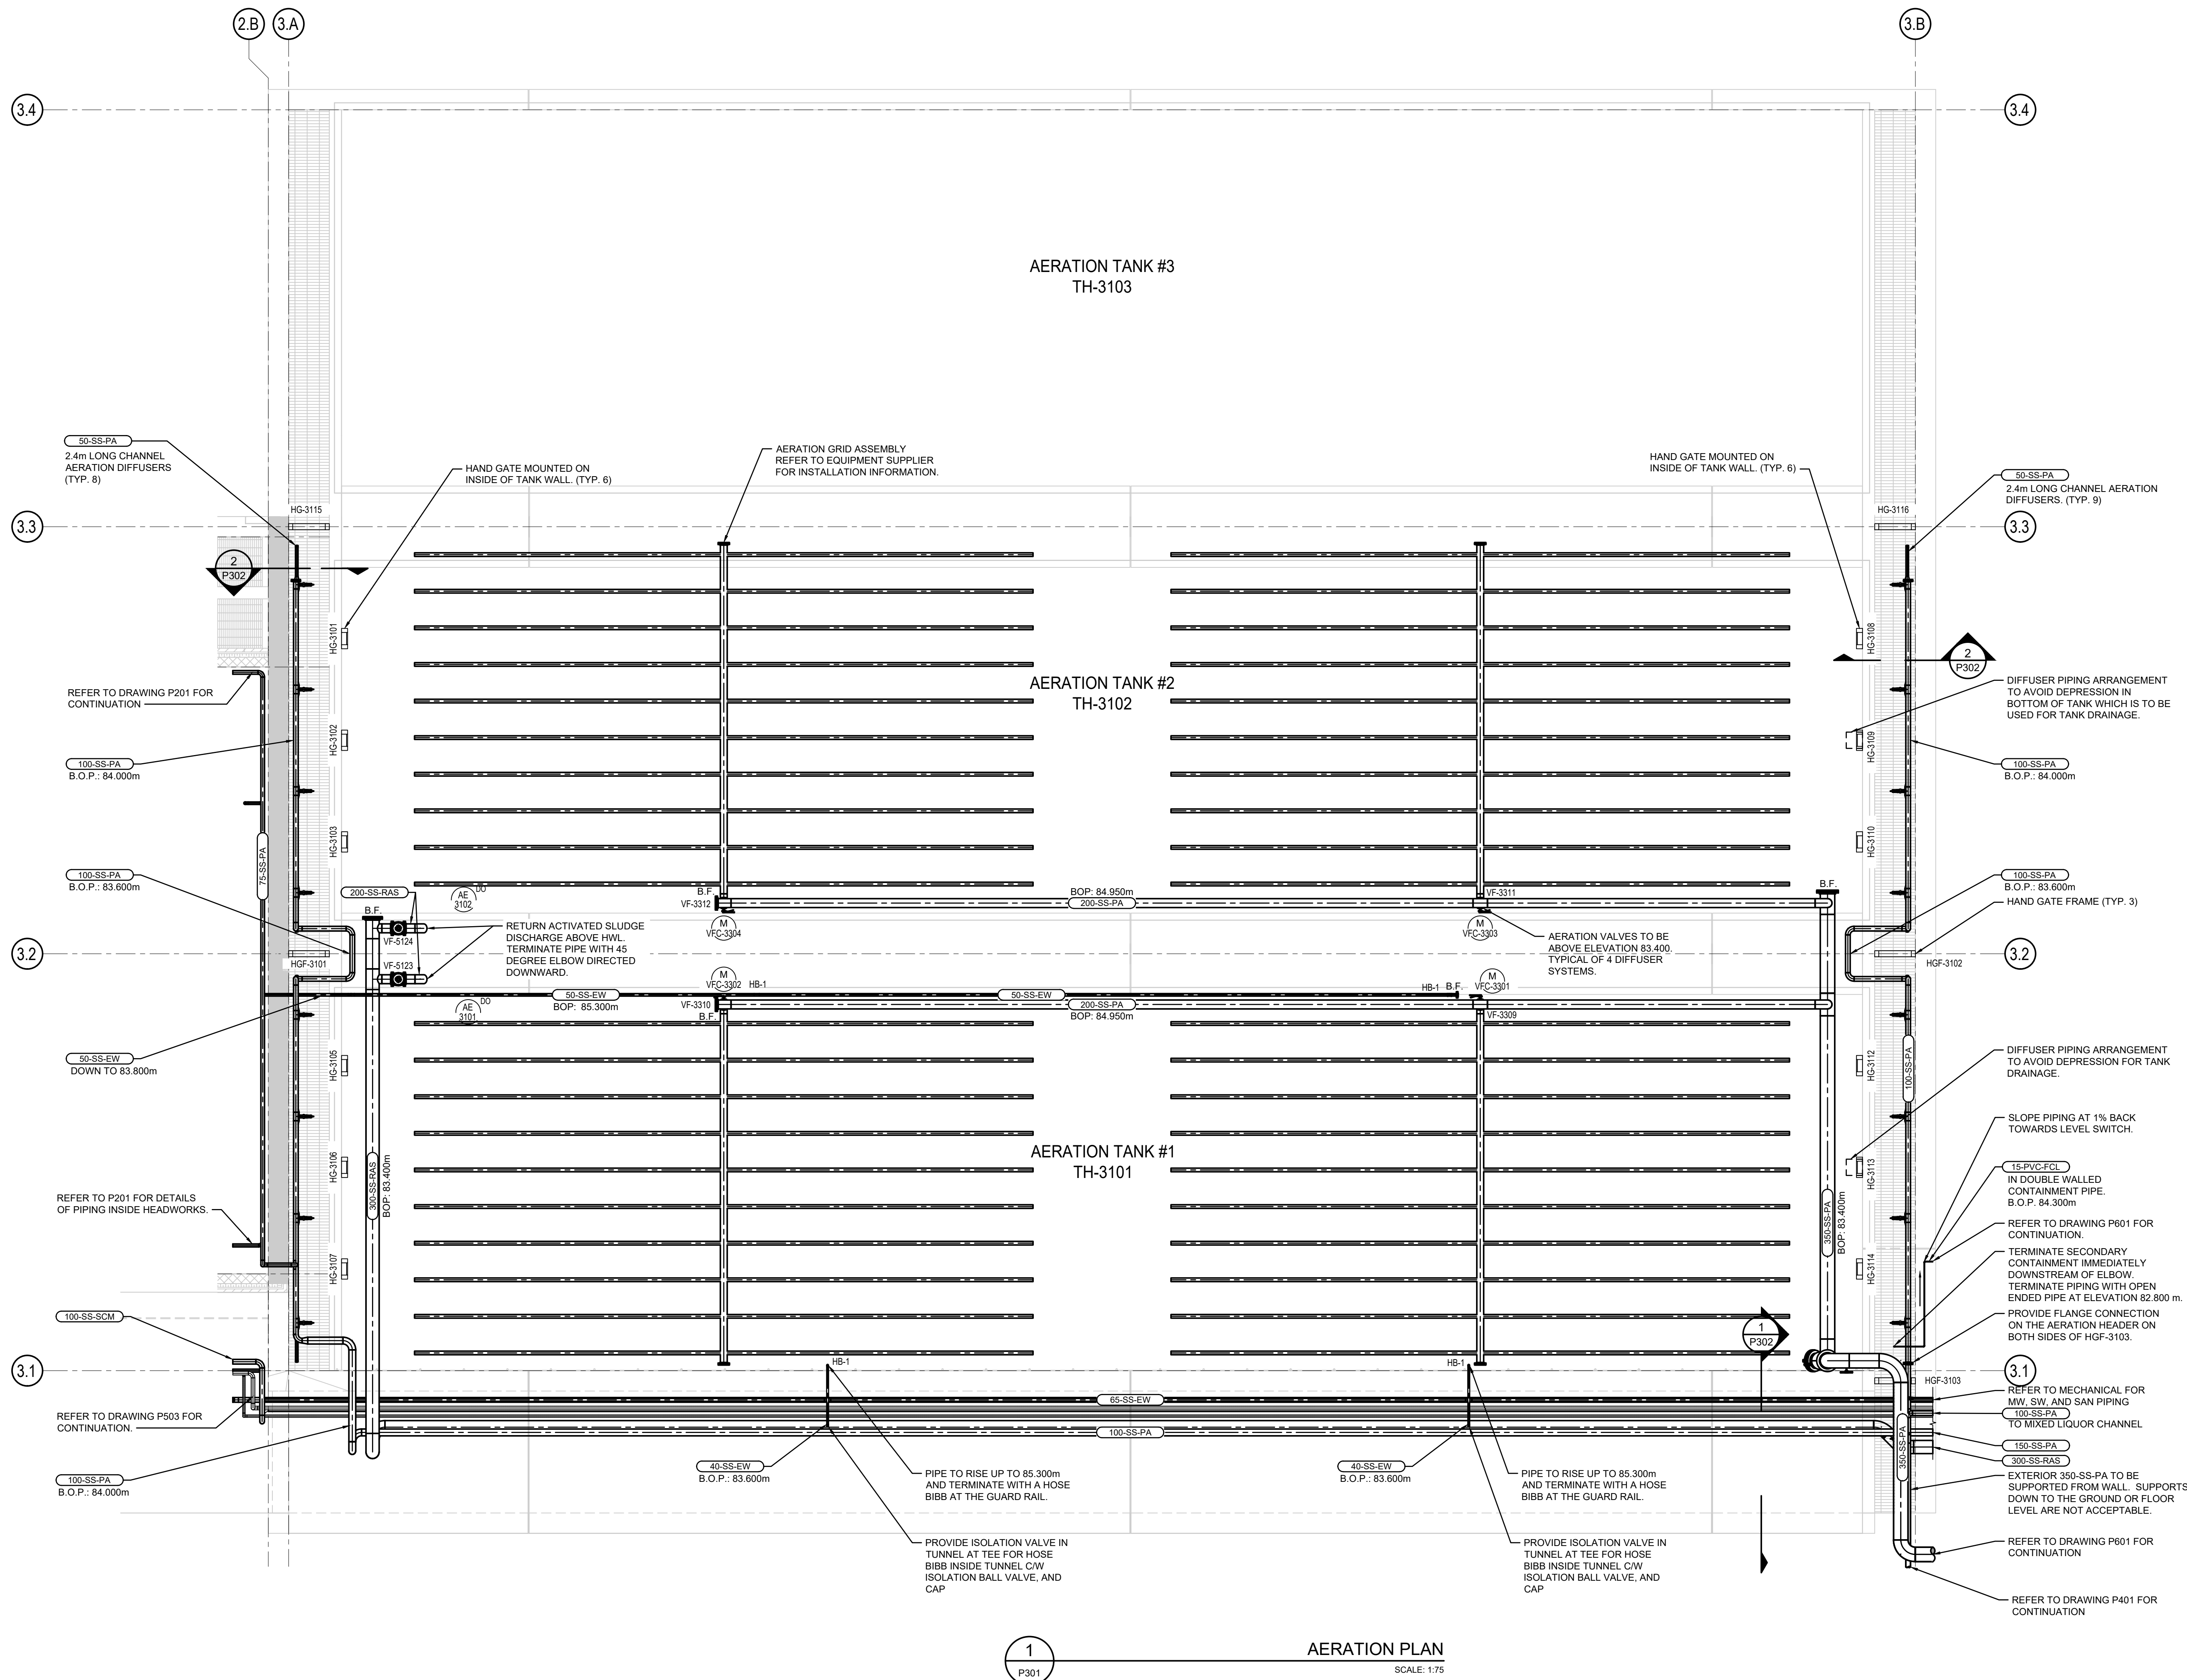 2.B
3.A
3.B
3.4
3.4
AERATION TANK #3
TH-3103
50-SS-PA
2.4m LONG CHANNEL
AERATION DIFFUSERS
(TYP. 8)
HAND GATE MOUNTED ON
INSIDE OF TANK WALL. (TYP. 6)
AERATION GRID ASSEMBLY
REFER TO EQUIPMENT SUPPLIER
FOR INSTALLATION INFORMATION.
HAND GATE MOUNTED ON
INSIDE OF TANK WALL. (TYP. 6)
50-SS-PA
2.4m LONG CHANNEL AERATION
DIFFUSERS. (TYP. 9)
HG-3115
HG-3116
3.3
3.3
2
P302
HG-3101
HG-3108
2
P302
AERATION TANK #2
TH-3102
REFER TO DRAWING P201 FOR
CONTINUATION
DIFFUSER PIPING ARRANGEMENT
TO AVOID DEPRESSION IN
BOTTOM OF TANK WHICH IS TO BE
USED FOR TANK DRAINAGE.
HG-3102
HG-3109
100-SS-PA
B.O.P.: 84.000m
100-SS-PA
B.O.P.: 84.000m
HG-3103
HG-3110
75-SS-PA
100-SS-PA
B.O.P.: 83.600m
100-SS-PA
B.O.P.: 83.600m
HAND GATE FRAME (TYP. 3)
200-SS-RAS
AE
3102
DO
B.F.
B.F.
VF-3312
BOP: 84.950m
200-SS-PA
VF-3311
B.F.
VF-5124
M
VFC-3304
M
VFC-3303
RETURN ACTIVATED SLUDGE
DISCHARGE ABOVE HWL.
TERMINATE PIPE WITH 45
DEGREE ELBOW DIRECTED
DOWNWARD.
AERATION VALVES TO BE
ABOVE ELEVATION 83.400.
TYPICAL OF 4 DIFFUSER
SYSTEMS.
3.2
HGF-3101
HGF-3102
3.2
VF-5123
M
VFC-3302
HB-1
M
VFC-3301
HB-1
B.F.
50-SS-EW
BOP: 85.300m
50-SS-EW
AE
3101
DO
VF-3310
B.F.
200-SS-PA
BOP: 84.950m
VF-3309
50-SS-EW
DOWN TO 83.800m
HG-3105
HG-3112
100-SS-PA
DIFFUSER PIPING ARRANGEMENT
TO AVOID DEPRESSION FOR TANK
DRAINAGE.
SLOPE PIPING AT 1% BACK
TOWARDS LEVEL SWITCH.
AERATION TANK #1
TH-3101
HG-3106
HG-3113
300-SS-RAS
BOP: 83.400m
350-SS-PA
BOP: 83.400m
15-PVC-FCL
IN DOUBLE WALLED
CONTAINMENT PIPE.
B.O.P. 84.300m
REFER TO P201 FOR DETAILS
OF PIPING INSIDE HEADWORKS.
REFER TO DRAWING P601 FOR
CONTINUATION.
HG-3107
HG-3114
TERMINATE SECONDARY
CONTAINMENT IMMEDIATELY
DOWNSTREAM OF ELBOW.
TERMINATE PIPING WITH OPEN
ENDED PIPE AT ELEVATION 82.800 m.
100-SS-SCM
PROVIDE FLANGE CONNECTION
ON THE AERATION HEADER ON
BOTH SIDES OF HGF-3103.
1
P302
3.1
HB-1
HB-1
3.1
HGF-3103
REFER TO MECHANICAL FOR
MW, SW, AND SAN PIPING
65-SS-EW
100-SS-PA
TO MIXED LIQUOR CHANNEL
REFER TO DRAWING P503 FOR
CONTINUATION.
100-SS-PA
150-SS-PA
300-SS-RAS
350-SS-PA
100-SS-PA
B.O.P.: 84.000m
40-SS-EW
B.O.P.: 83.600m
PIPE TO RISE UP TO 85.300m
AND TERMINATE WITH A HOSE
BIBB AT THE GUARD RAIL.
40-SS-EW
B.O.P.: 83.600m
PIPE TO RISE UP TO 85.300m
AND TERMINATE WITH A HOSE
BIBB AT THE GUARD RAIL.
EXTERIOR 350-SS-PA TO BE
SUPPORTED FROM WALL. SUPPORTS
DOWN TO THE GROUND OR FLOOR
LEVEL ARE NOT ACCEPTABLE.
PROVIDE ISOLATION VALVE IN
TUNNEL AT TEE FOR HOSE
BIBB INSIDE TUNNEL C/W
ISOLATION BALL VALVE, AND
CAP
PROVIDE ISOLATION VALVE IN
TUNNEL AT TEE FOR HOSE
BIBB INSIDE TUNNEL C/W
ISOLATION BALL VALVE, AND
CAP
REFER TO DRAWING P601 FOR
CONTINUATION
REFER TO DRAWING P401 FOR
CONTINUATION
1
P301
AERATION PLAN
SCALE: 1:75